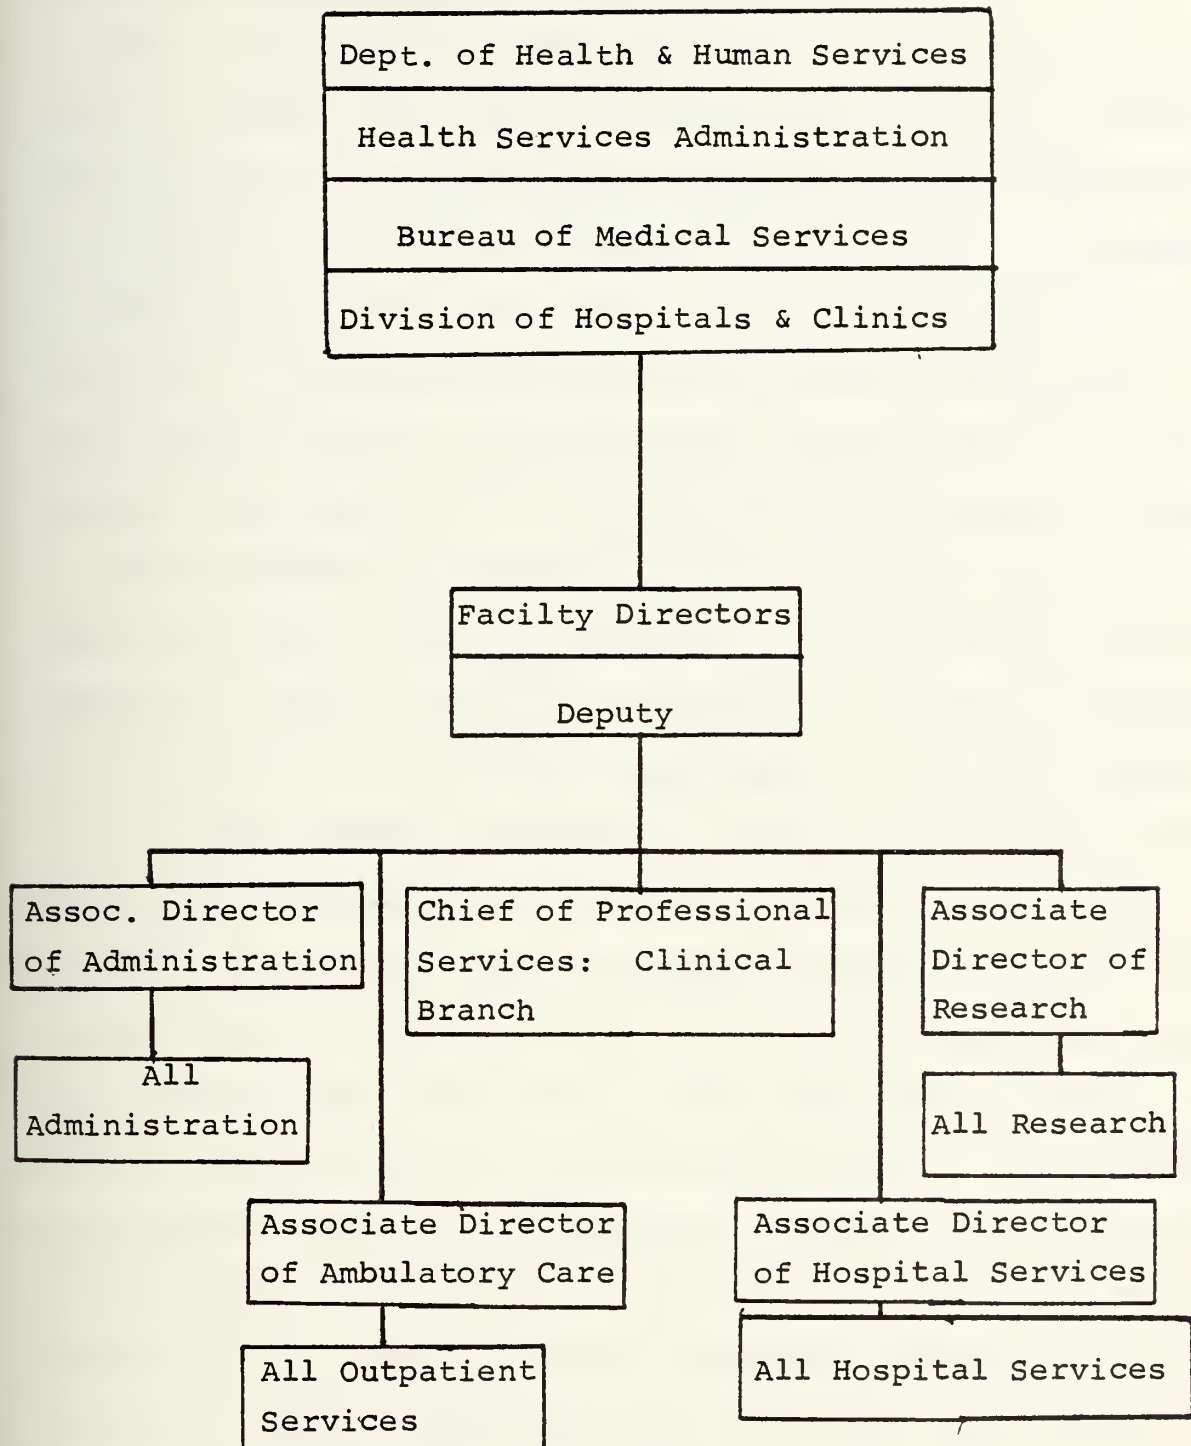 Dept. of Health & Human Services
Health Services Administration
Bureau of Medical Services
Division of Hospitals & Clinics
Facilty Directors
Deputy
Assoc. Director
of Administration
All
Administration
Chief of Professional
Services: Clinical
Branch
Associate
Director of
Research
All Research
Associate Director
of Ambulatory Care
All Outpatient
Services
Associate Director
of Hospital Services
All Hospital Services